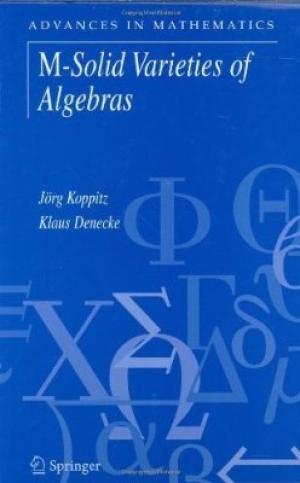 ADVANCES IN MATHEMATICS
M-Solid Varieties of
Algebras
Jörg Koppitz
Klaus Denecke
Φ
Θ
Γ
Χ
Σ
Ω
Δ
μ
α
β
Springer